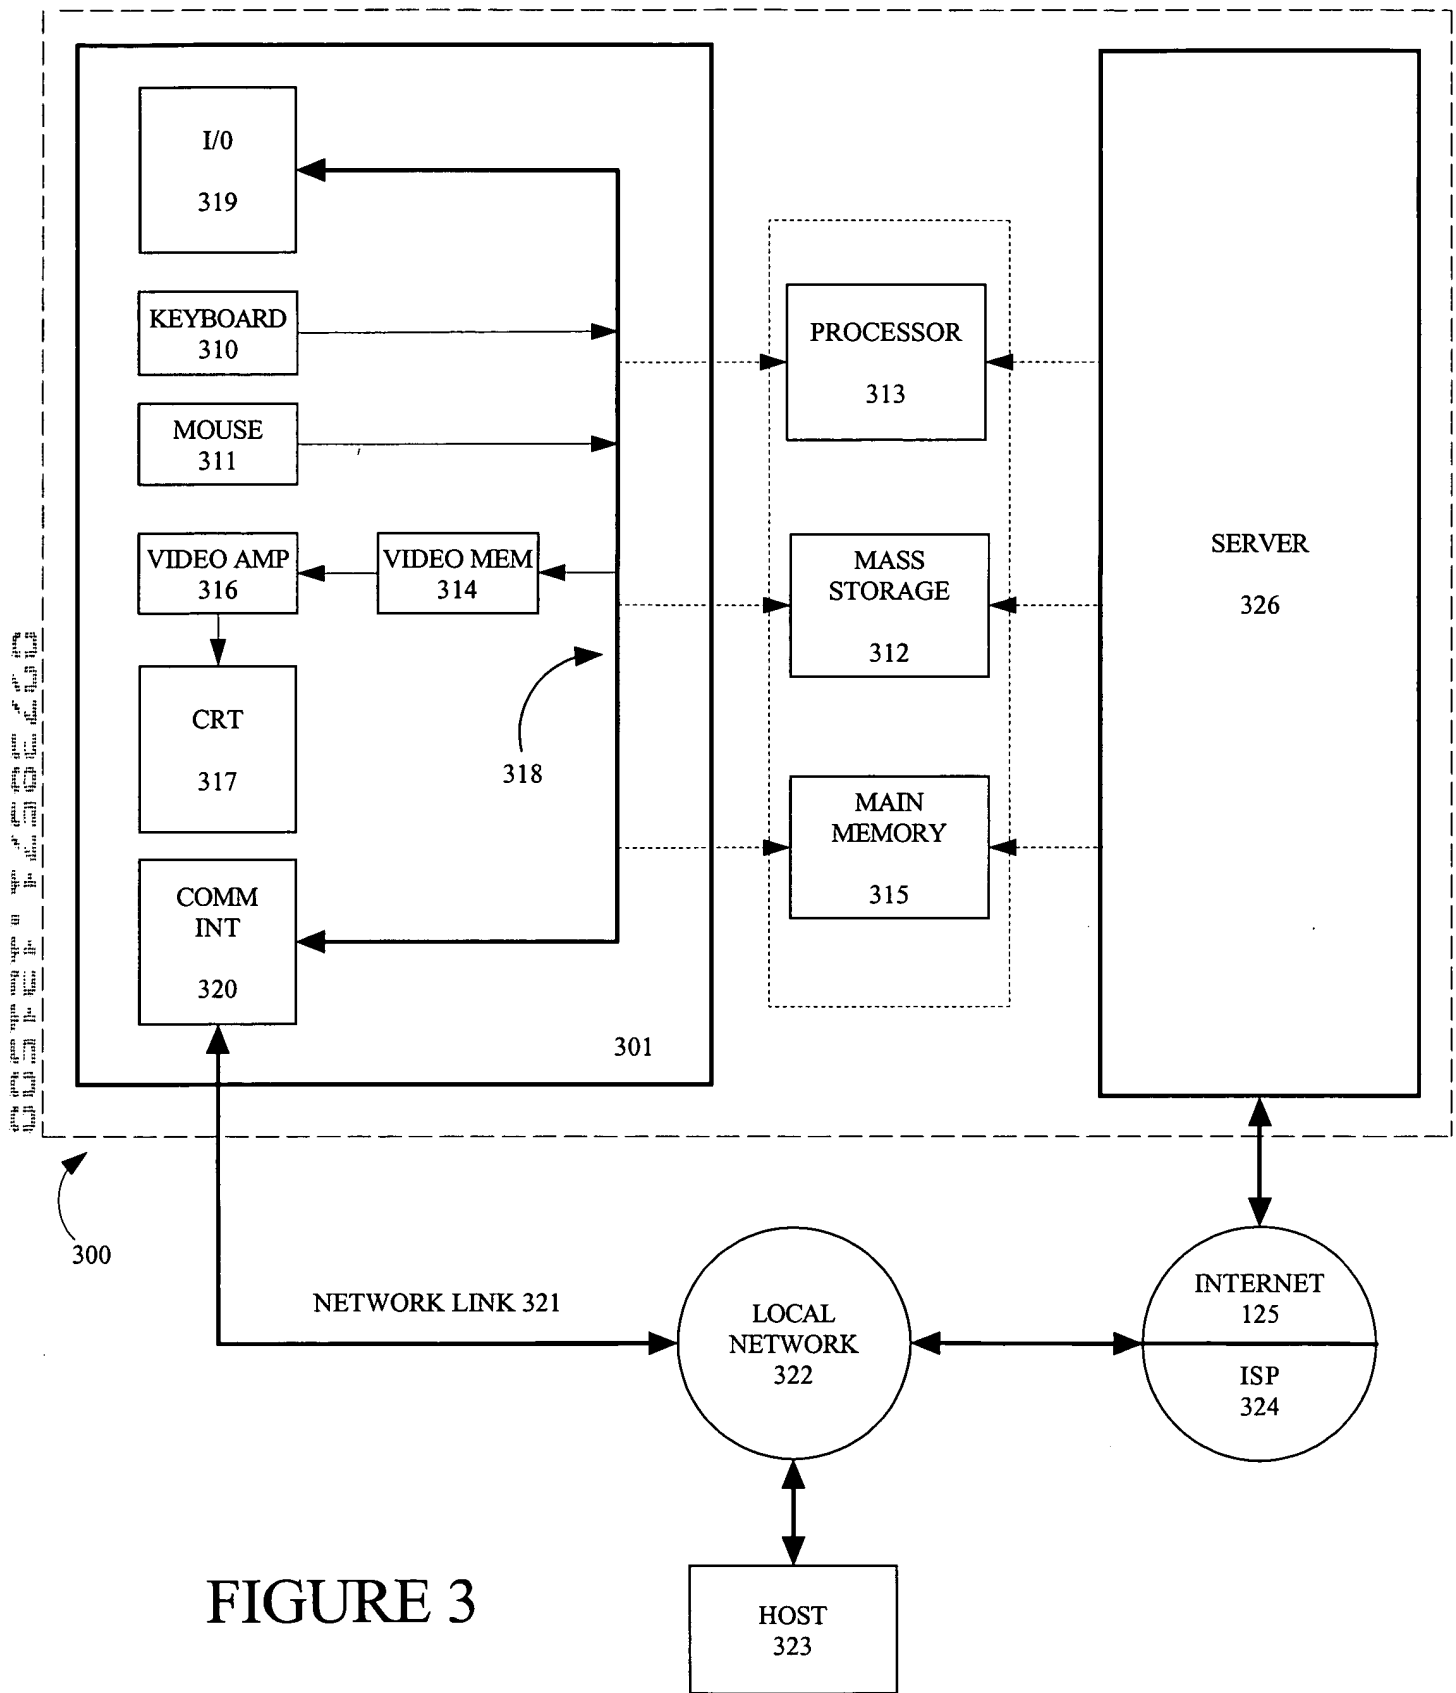 I/0
319
KEYBOARD
310
MOUSE
311
VIDEO AMP
316
VIDEO MEM
314
CRT
317
318
COMM
INT
320
301
PROCESSOR
313
MASS
STORAGE
312
MAIN
MEMORY
315
SERVER
326
300
NETWORK LINK 321
LOCAL
NETWORK
322
INTERNET
125
ISP
324
HOST
323
FIGURE 3